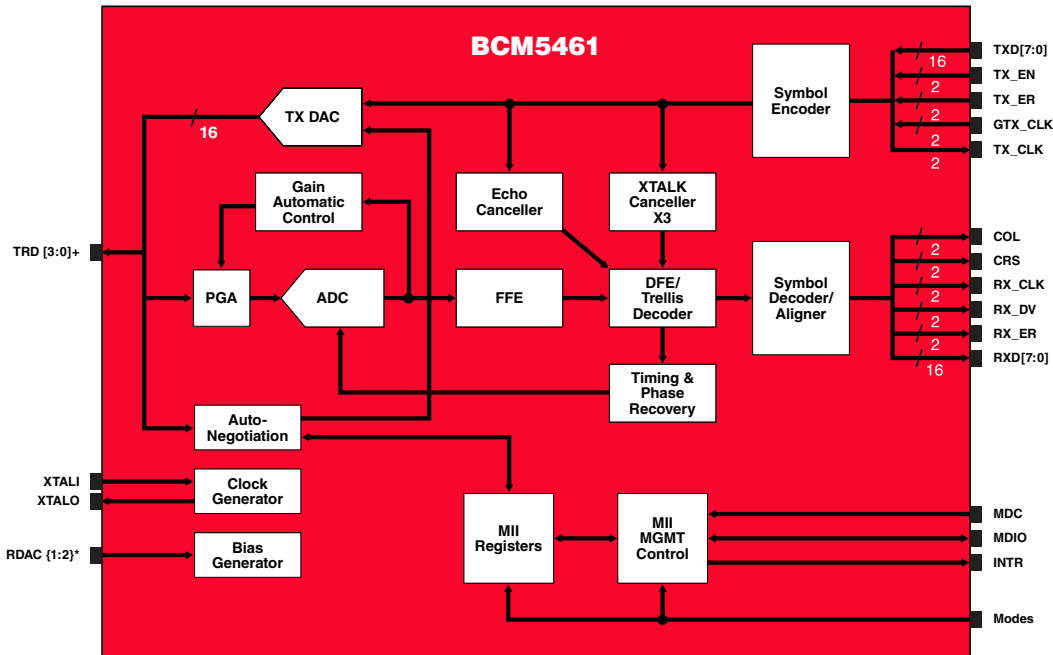 BCM5461
TXD[7:0]
16
TX_EN
2
TX_ER
2
GTX_CLK
2
TX_CLK
2
Symbol
Encoder
TX DAC
16
Gain
Automatic
Control
Echo
Canceller
XTALK
Canceller
X3
TRD [3:0]+
PGA
ADC
FFE
DFE/
Trellis
Decoder
Symbol
Decoder/
Aligner
COL
2
CRS
2
RX_CLK
2
RX_DV
2
RX_ER
2
RXD[7:0]
16
Timing &
Phase
Recovery
Auto-
Negotiation
XTALI
XTALO
Clock
Generator
RDAC {1:2}*
Bias
Generator
MII
Registers
MII
MGMT
Control
MDC
MDIO
INTR
Modes